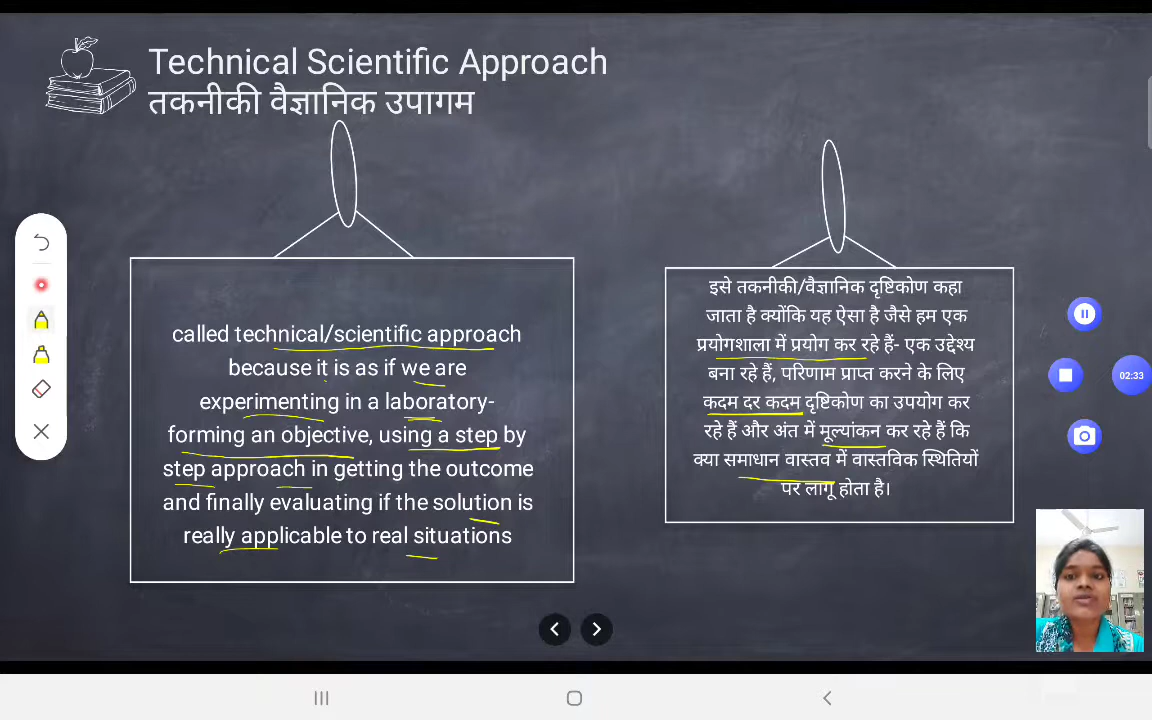 Technical Scientific Approach
तकनीकी वैज्ञानिक उपागम
called technical/scientific approach
because it is as if we are
experimenting in a laboratory-
forming an objective, using a step by
step approach in getting the outcome
and finally evaluating if the solution is
really applicable to real situations
इसे तकनीकी/वैज्ञानिक दृष्टिकोण कहा
जाता है क्योंकि यह ऐसा है जैसे हम एक
प्रयोगशाला में प्रयोग कर रहे हैं- एक उद्देश्य
बना रहे हैं, परिणाम प्राप्त करने के लिए
कदम दर कदम दृष्टिकोण का उपयोग कर
रहे हैं और अंत में मूल्यांकन कर रहे हैं कि
क्या समाधान वास्तव में वास्तविक स्थितियों
पर लागू होता है।
02:33